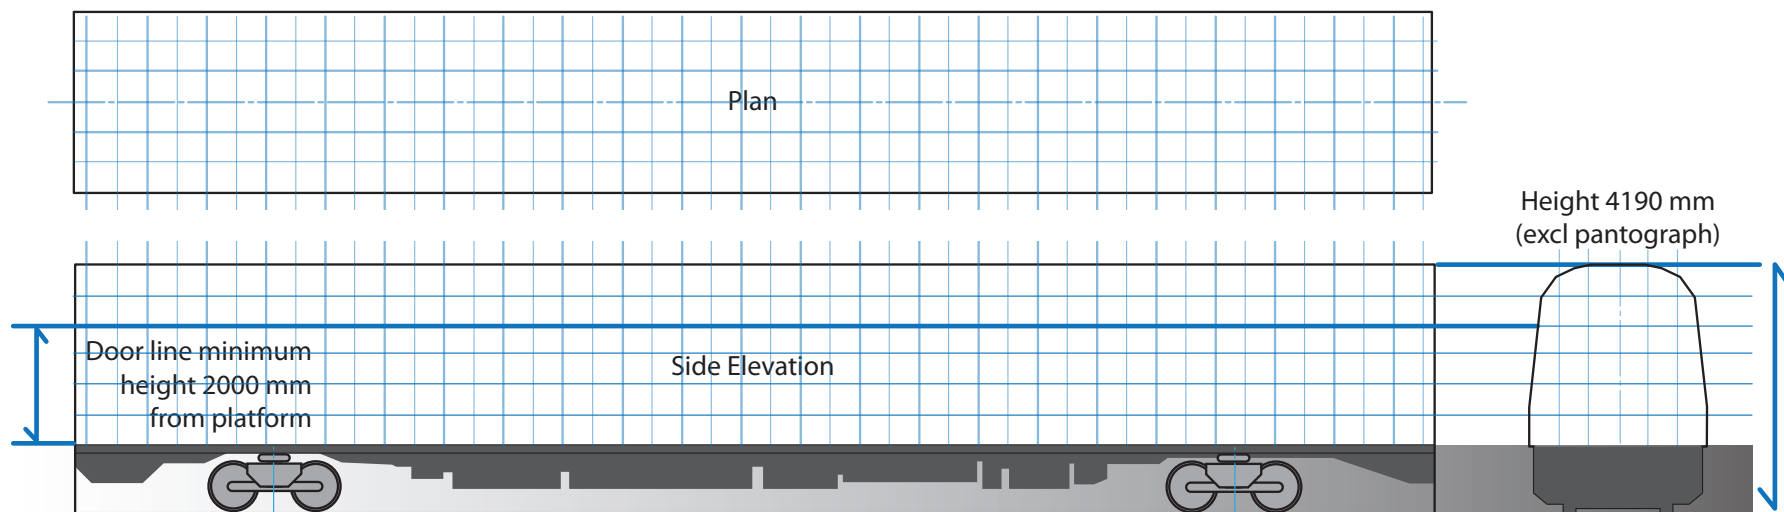 Plan
Height 4190 mm
(excl pantograph)
Door line minimum
height 2000 mm
from platform
Side Elevation